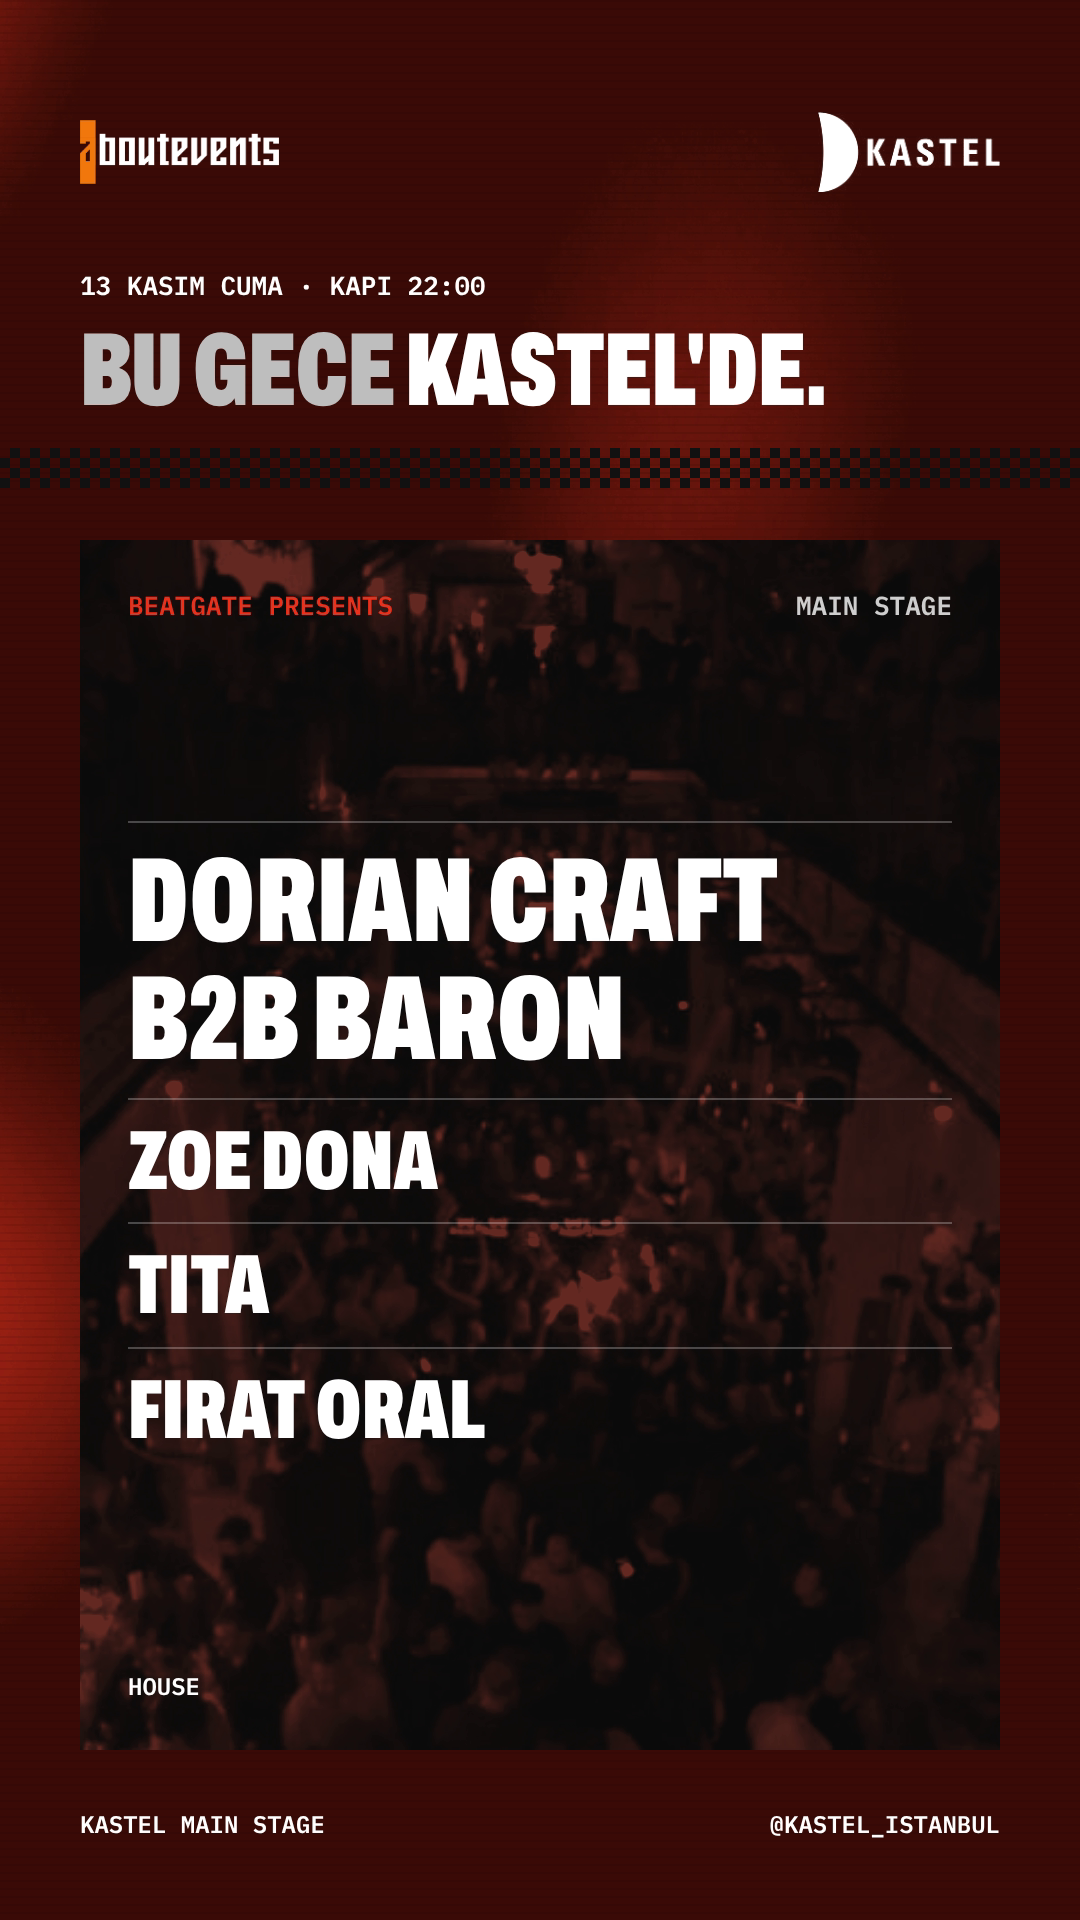 aboutevents
KASTEL
13 KASIM CUMA · KAPI 22:00
BU GECE KASTEL'DE.
BEATGATE PRESENTS
MAIN STAGE
DORIAN CRAFT
B2B BARON
ZOE DONA
TITA
FIRAT ORAL
HOUSE
KASTEL MAIN STAGE
@KASTEL_ISTANBUL